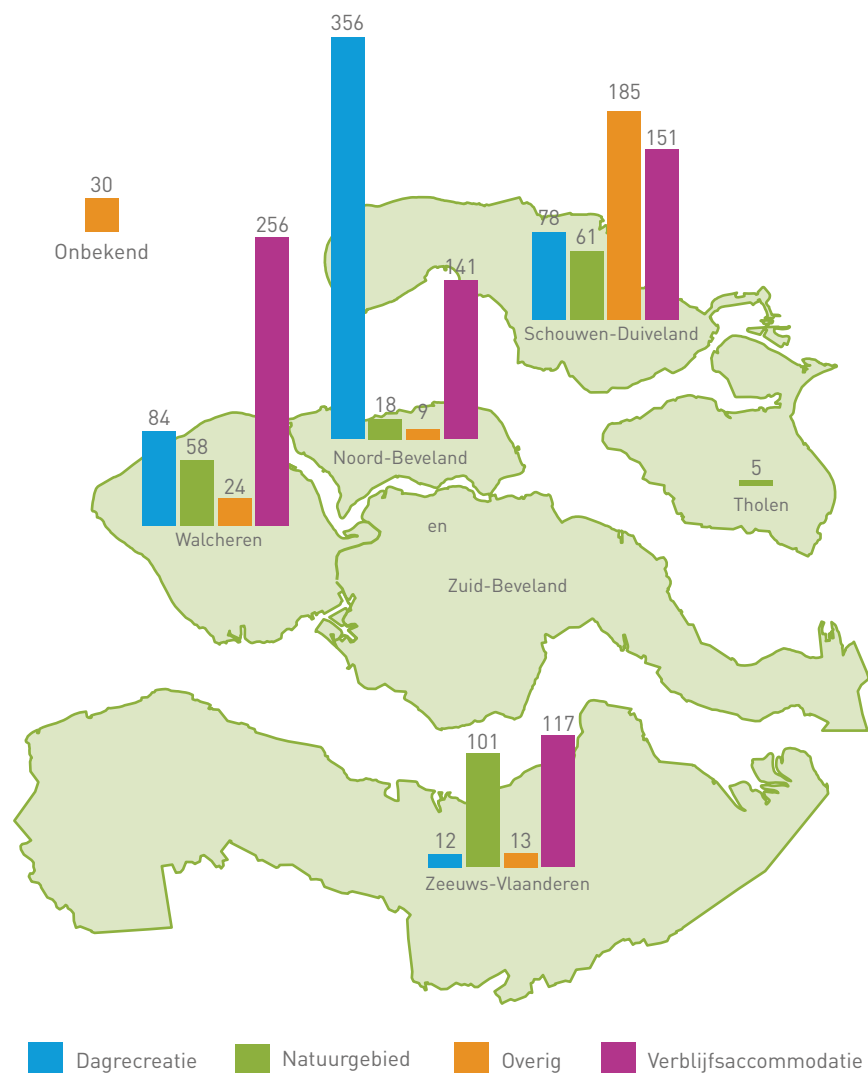 356
185
151
30
Onbekend
256
78
61
141
Schouwen-Duiveland
84
58
24
18
9
Noord-Beveland
5
Tholen
Walcheren
en
Zuid-Beveland
101
117
12
13
Zeeuws-Vlaanderen
Dagrecreatie
Natuurgebied
Overig
Verblijfsaccommodatie